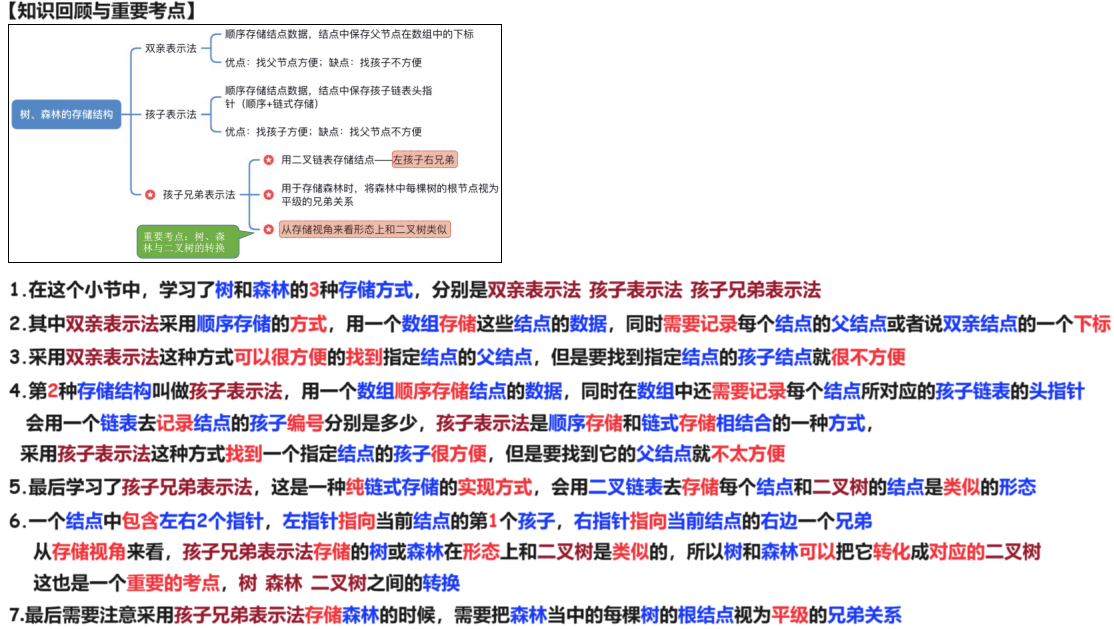 【知识回顾与重要考点】
树、森林的存储结构
双亲表示法
顺序存储结点数据，结点中保存父节点在数组中的下标
优点：找父节点方便；缺点：找孩子不方便
孩子表示法
顺序存储结点数据，结点中保存孩子链表头指
针（顺序+链式存储）
优点：找孩子方便；缺点：找父节点不方便
孩子兄弟表示法
用二叉链表存储结点——左孩子右兄弟
用于存储森林时，将森林中每棵树的根节点视为
平级的兄弟关系
从存储视角来看形态上和二叉树类似
重要考点：树、森
林与二叉树的转换
1.在这个小节中，学习了树和森林的3种存储方式，分别是双亲表示法 孩子表示法 孩子兄弟表示法
2.其中双亲表示法采用顺序存储的方式，用一个数组存储这些结点的数据，同时需要记录每个结点的父结点或者说双亲结点的一个下标
3.采用双亲表示法这种方式可以很方便的找到指定结点的父结点，但是要找到指定结点的孩子结点就很不方便
4.第2种存储结构叫做孩子表示法，用一个数组顺序存储结点的数据，同时在数组中还需要记录每个结点所对应的孩子链表的头指针
会用一个链表去记录结点的孩子编号分别是多少，孩子表示法是顺序存储和链式存储相结合的一种方式，
采用孩子表示法这种方式找到一个指定结点的孩子很方便，但是要找到它的父结点就不太方便
5.最后学习了孩子兄弟表示法，这是一种纯链式存储的实现方式，会用二叉链表去存储每个结点和二叉树的结点是类似的形态
6.一个结点中包含左右2个指针，左指针指向当前结点的第1个孩子，右指针指向当前结点的右边一个兄弟
从存储视角来看，孩子兄弟表示法存储的树或森林在形态上和二叉树是类似的，所以树和森林可以把它转化成对应的二叉树
这也是一个重要的考点，树 森林 二叉树之间的转换
7.最后需要注意采用孩子兄弟表示法存储森林的时候，需要把森林当中的每棵树的根结点视为平级的兄弟关系